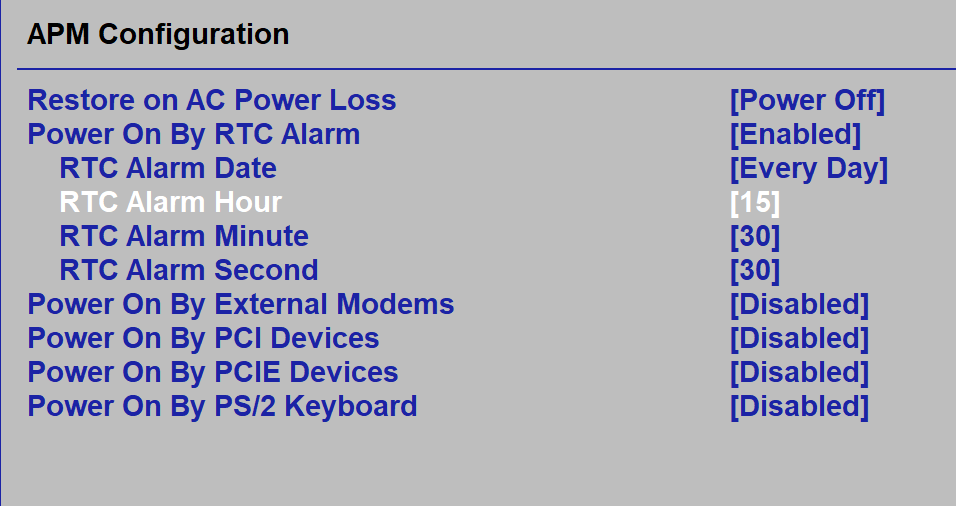 APM Configuration
Restore on AC Power Loss [Power Off]
Power On By RTC Alarm [Enabled]
RTC Alarm Date [Every Day]
RTC Alarm Hour [15]
RTC Alarm Minute [30]
RTC Alarm Second [30]
Power On By External Modems [Disabled]
Power On By PCI Devices [Disabled]
Power On By PCIE Devices [Disabled]
Power On By PS/2 Keyboard [Disabled]